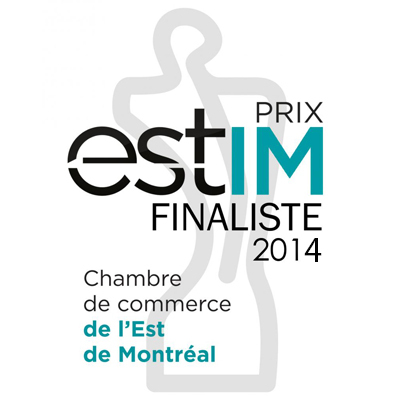 PRIX
estIM
FINALISTE
2014
Chambre
de commerce
de l'Est
de Montréal